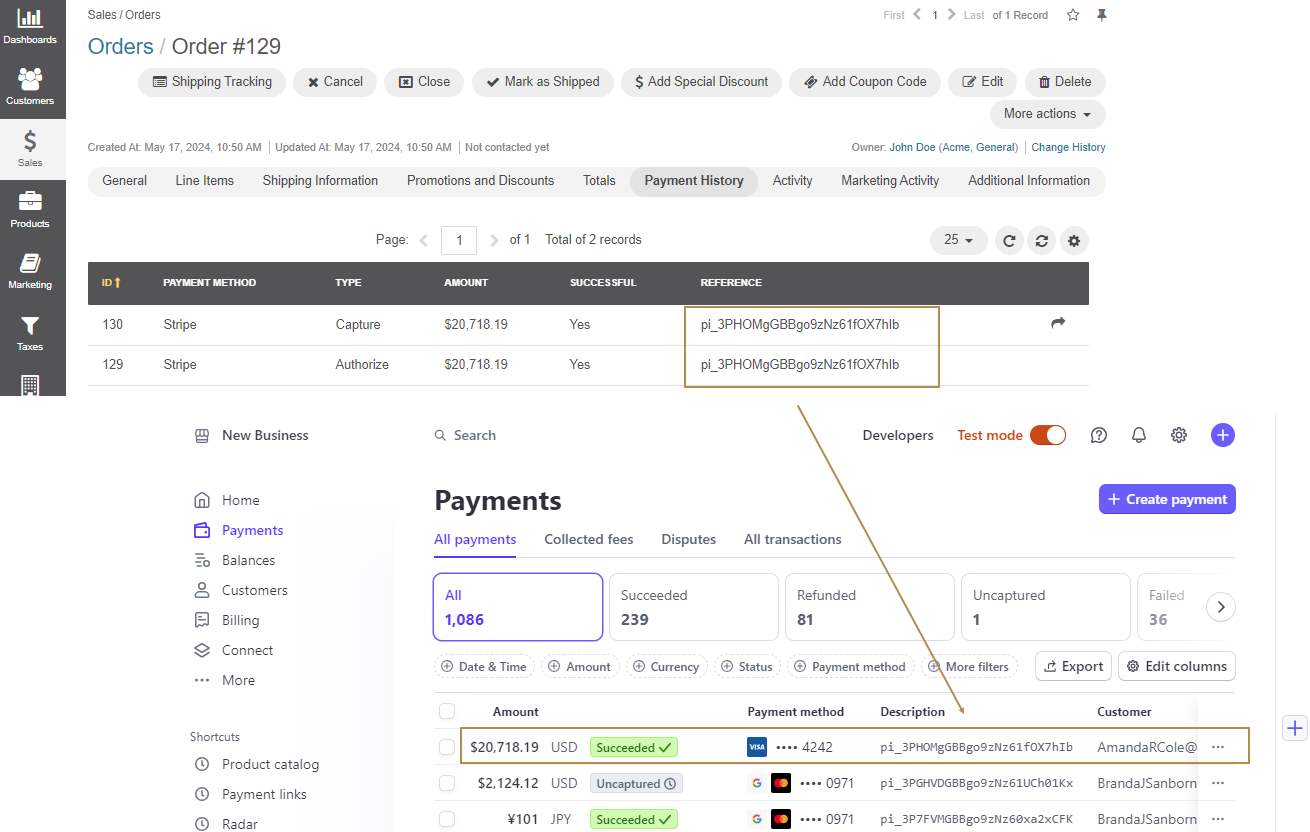 Dashboards
Customers
Sales
Products
Marketing
Taxes
Sales / Orders
First 1 Last of 1 Record
Orders / Order #129
Shipping Tracking Cancel Close Mark as Shipped $ Add Special Discount Add Coupon Code Edit Delete
More actions
Created At: May 17, 2024, 10:50 AM Updated At: May 17, 2024, 10:50 AM Not contacted yet Owner: John Doe (Acme, General) Change History
General Line Items Shipping Information Promotions and Discounts Totals Payment History Activity Marketing Activity Additional Information
Page: 1 of 1 Total of 2 records 25
ID PAYMENT METHOD TYPE AMOUNT SUCCESSFUL REFERENCE
130 Stripe Capture $20,718.19 Yes pi_3PHOMgGBBgo9zNz61fOX7hIb
129 Stripe Authorize $20,718.19 Yes pi_3PHOMgGBBgo9zNz61fOX7hIb
New Business
Search Developers Test mode
Home
Payments
Balances
Customers
Billing
Connect
More
Shortcuts
Product catalog
Payment links
Radar
Payments
Create payment
All payments Collected fees Disputes All transactions
All Succeeded Refunded Uncaptured Failed
1,086 239 81 1 36
Date & Time Amount Currency Status Payment method More filters Export Edit columns
Amount Payment method Description Customer
$20,718.19 USD Succeeded VISA •••• 4242 pi_3PHOMgGBBgo9zNz61fOX7hIb AmandaRCole@
$2,124.12 USD Uncaptured G •••• 0971 pi_3PGHVDGBBgo9zNz61UCh01Kx BrandaJSanborn
¥101 JPY Succeeded G •••• 0971 pi_3P7FVMGBBgo9zNz60xa2xCFK BrandaJSanborn